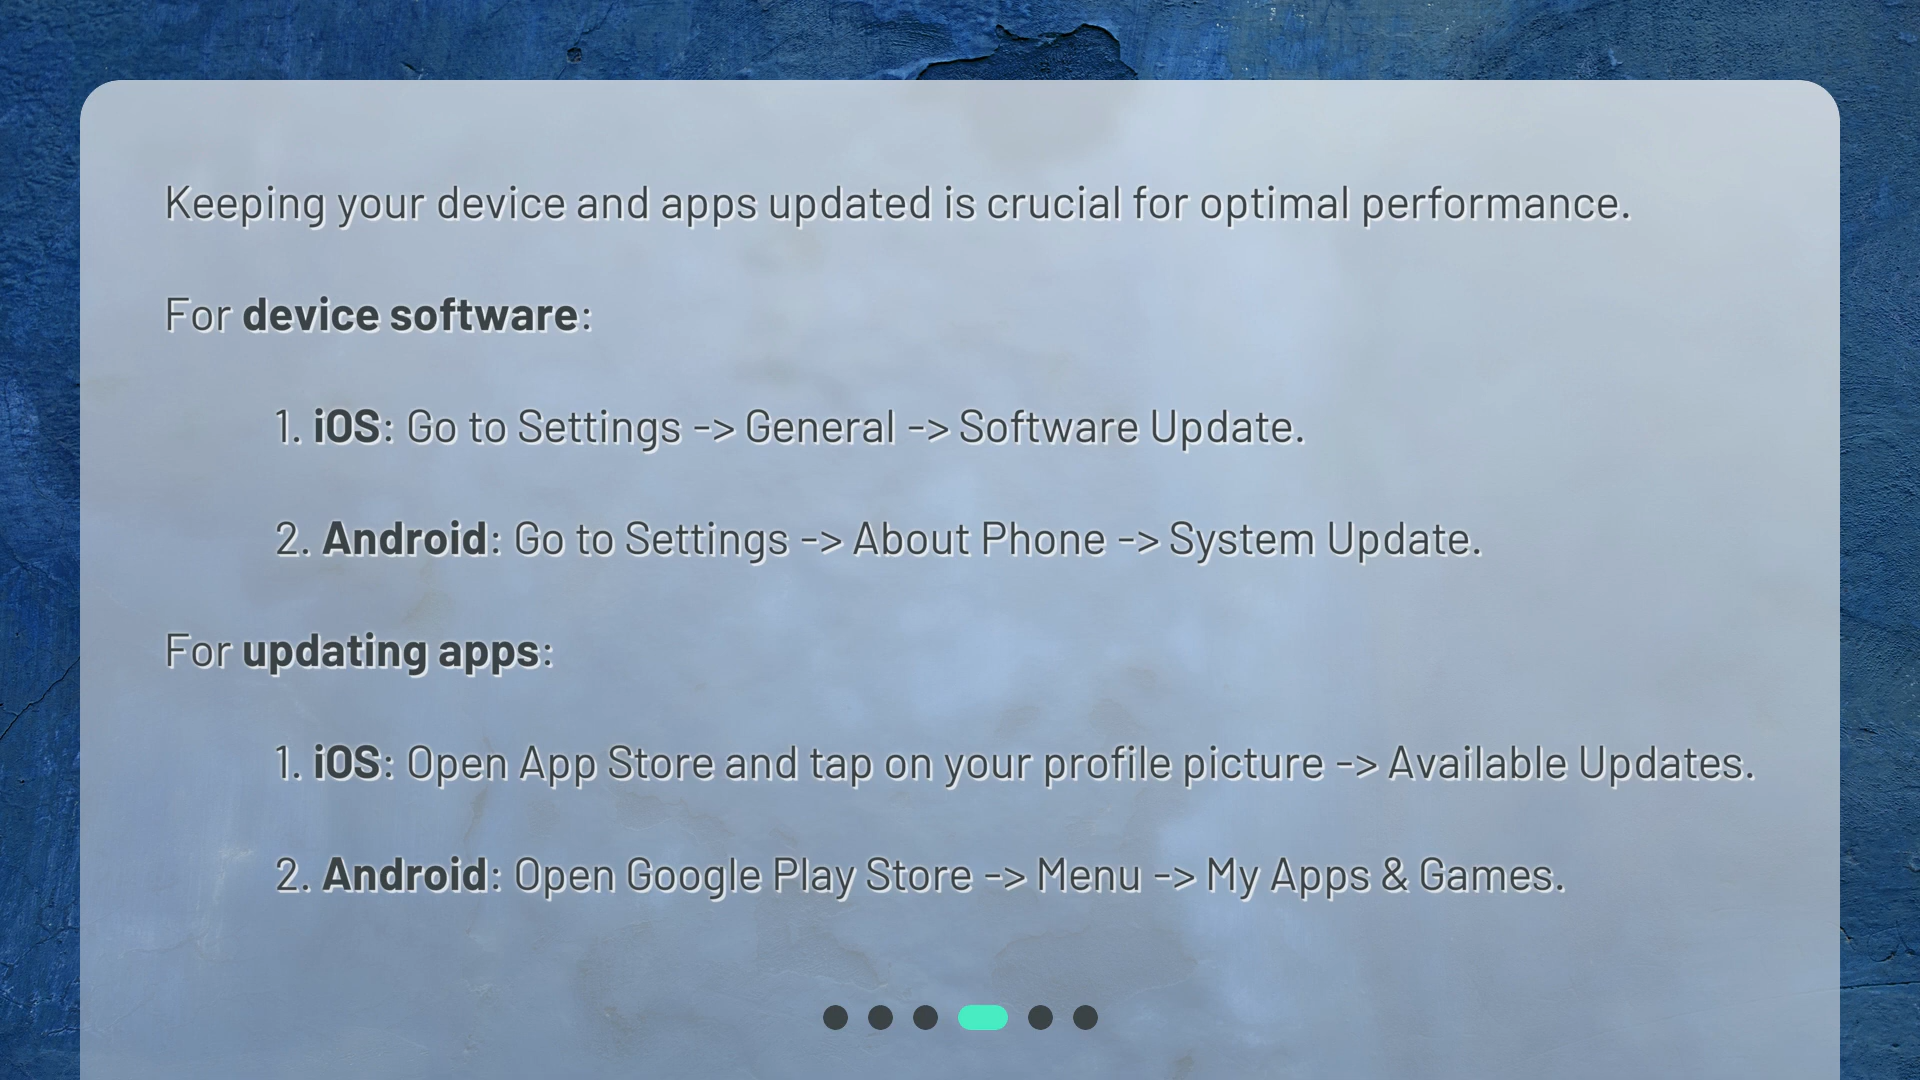 Keeping your device and apps updated is crucial for optimal performance.
For device software:
1. iOS: Go to Settings -> General -> Software Update.
2. Android: Go to Settings -> About Phone -> System Update.
For updating apps:
1. iOS: Open App Store and tap on your profile picture -> Available Updates.
2. Android: Open Google Play Store -> Menu -> My Apps & Games.